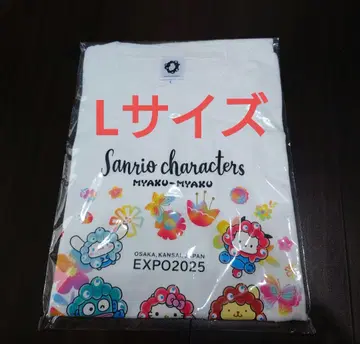 Lサイズ
Sanrio characters
MYAKU-MYAKU
OSAKA, KANSAI, JAPAN
EXPO2025